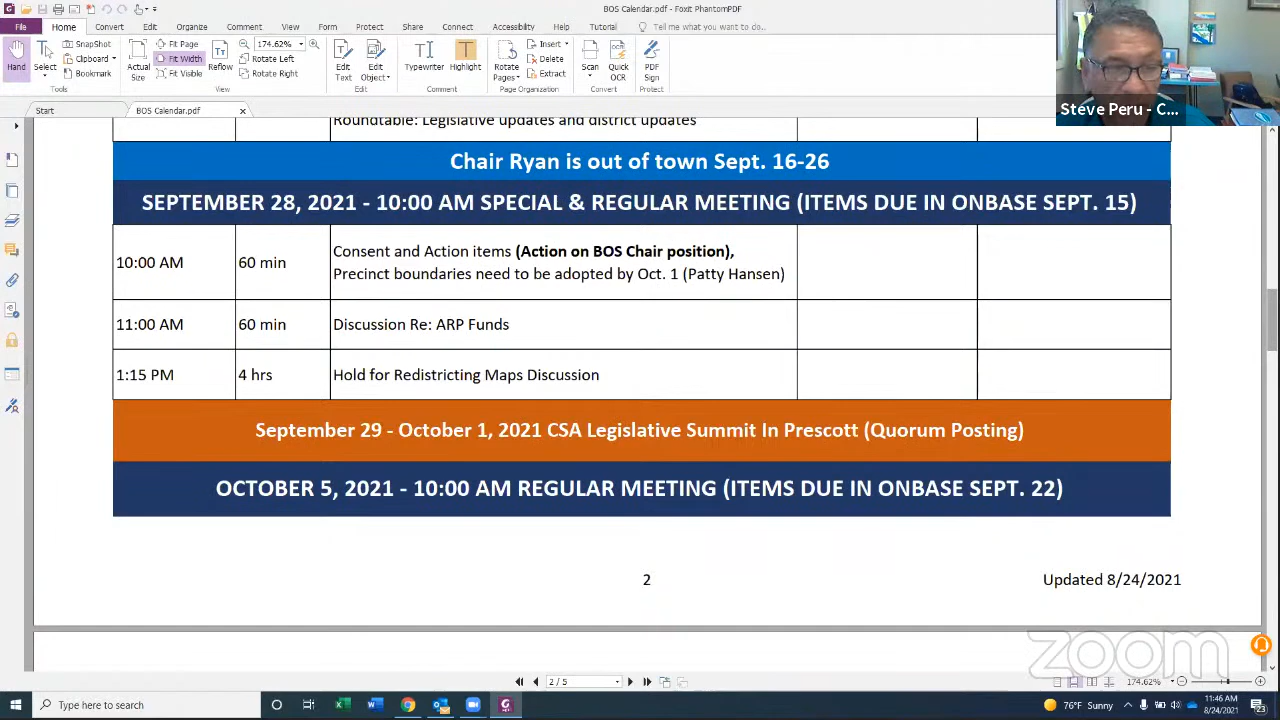 BOS Calendar.pdf - Foxit PhantomPDF
File Home Convert Edit Organize Comment View Form Protect Share Connect Accessibility Help Tutorial Tell me what you want to do..
Hand
Select
SnapShot
Clipboard
Bookmark
Tools
Actual Size
Fit Page
Fit Width
Fit Visible
Reflow
174.62%
Rotate Left
Rotate Right
View
Edit Text
Edit Object
Edit
Typewriter
Highlight
Comment
Rotate Pages
Insert
Delete
Extract
Page Organization
Scan
Quick OCR
Convert
PDF Sign
Protect
Start BOS Calendar.pdf
Steve Peru - C...
Roundtable: Legislative updates and district updates
Chair Ryan is out of town Sept. 16-26
SEPTEMBER 28, 2021 - 10:00 AM SPECIAL & REGULAR MEETING (ITEMS DUE IN ONBASE SEPT. 15)
10:00 AM 60 min Consent and Action items (Action on BOS Chair position),
Precinct boundaries need to be adopted by Oct. 1 (Patty Hansen)
11:00 AM 60 min Discussion Re: ARP Funds
1:15 PM 4 hrs Hold for Redistricting Maps Discussion
September 29 - October 1, 2021 CSA Legislative Summit In Prescott (Quorum Posting)
OCTOBER 5, 2021 - 10:00 AM REGULAR MEETING (ITEMS DUE IN ONBASE SEPT. 22)
2 Updated 8/24/2021
zoom
2 / 5 174.62%
Type here to search
76°F Sunny 11:46 AM
8/24/2021